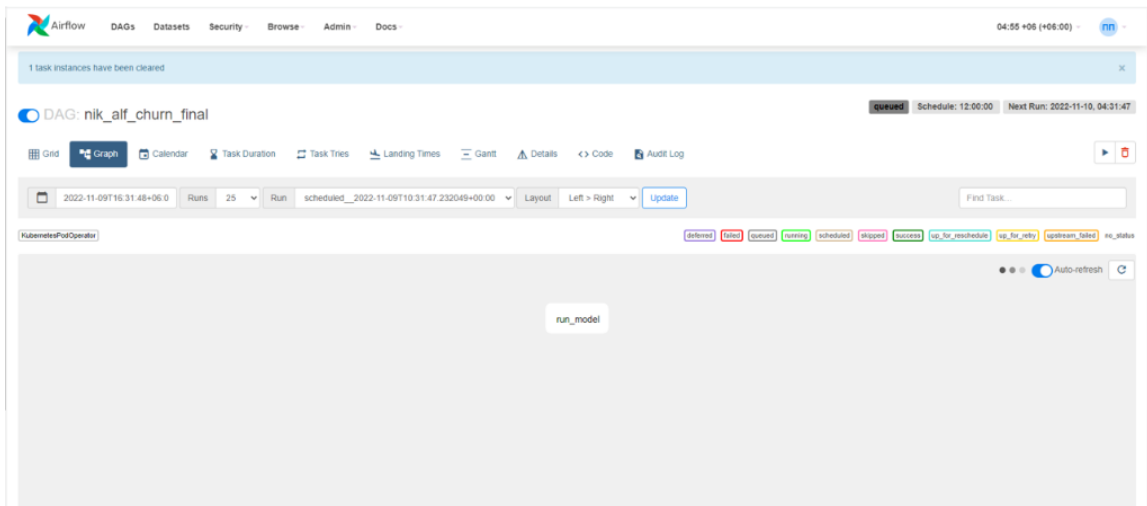 Airflow DAGs Datasets Security Browse Admin Docs 04:55 +06 (+06:00) ПП
1 task instances have been cleared ×
DAG: nik_alf_churn_final queued Schedule: 12:00:00 Next Run: 2022-11-10, 04:31:47
Grid Graph Calendar Task Duration Task Tries Landing Times Gantt Details <> Code Audit Log
2022-11-09T16:31:48+06:0 Runs 25 Run scheduled__2022-11-09T10:31:47.232049+00:00 Layout Left > Right Update Find Task...
KubernetesPodOperator deferred failed queued running scheduled skipped success up_for_reschedule up_for_retry upstream_failed no_status
Auto-refresh
run_model